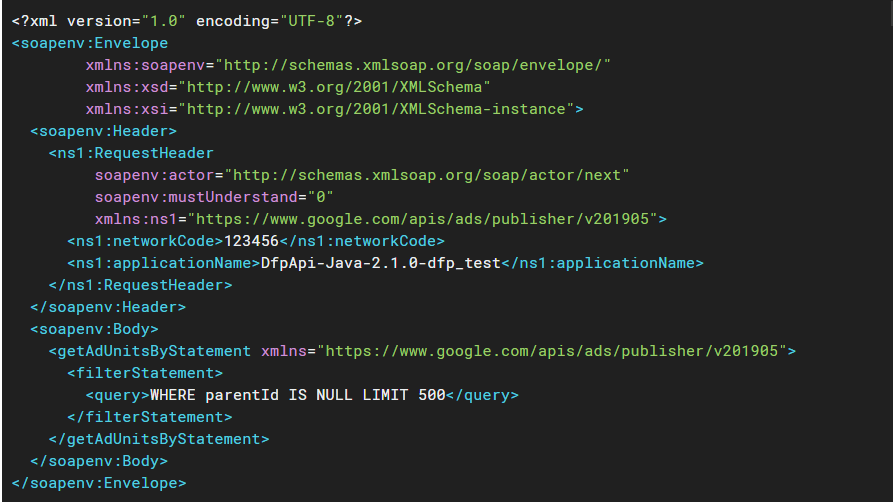 <?xml version="1.0" encoding="UTF-8"?>
<soapenv:Envelope
xmlns:soapenv="http://schemas.xmlsoap.org/soap/envelope/"
xmlns:xsd="http://www.w3.org/2001/XMLSchema"
xmlns:xsi="http://www.w3.org/2001/XMLSchema-instance">
<soapenv:Header>
<ns1:RequestHeader
soapenv:actor="http://schemas.xmlsoap.org/soap/actor/next"
soapenv:mustUnderstand="0"
xmlns:ns1="https://www.google.com/apis/ads/publisher/v201905">
<ns1:networkCode>123456</ns1:networkCode>
<ns1:applicationName>DfpApi-Java-2.1.0-dfp_test</ns1:applicationName>
</ns1:RequestHeader>
</soapenv:Header>
<soapenv:Body>
<getAdUnitsByStatement xmlns="https://www.google.com/apis/ads/publisher/v201905">
<filterStatement>
<query>WHERE parentId IS NULL LIMIT 500</query>
</filterStatement>
</getAdUnitsByStatement>
</soapenv:Body>
</soapenv:Envelope>